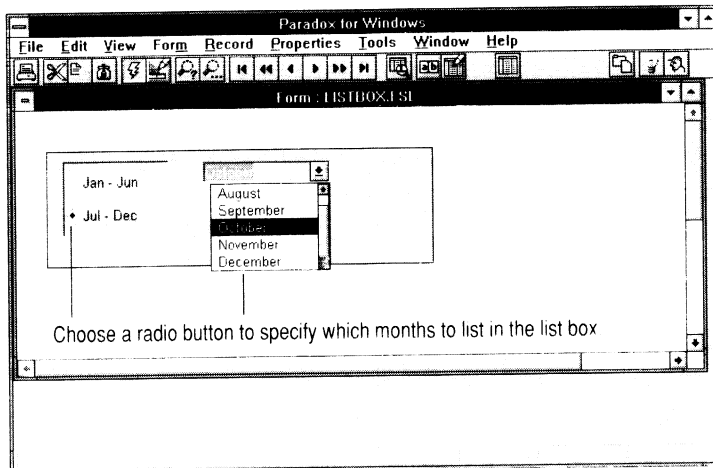 Paradox for Windows
File Edit View Form Record Properties Tools Window Help
Form : LISTBOX.FSL
Jan - Jun
Jul - Dec
August
September
October
November
December
Choose a radio button to specify which months to list in the list box